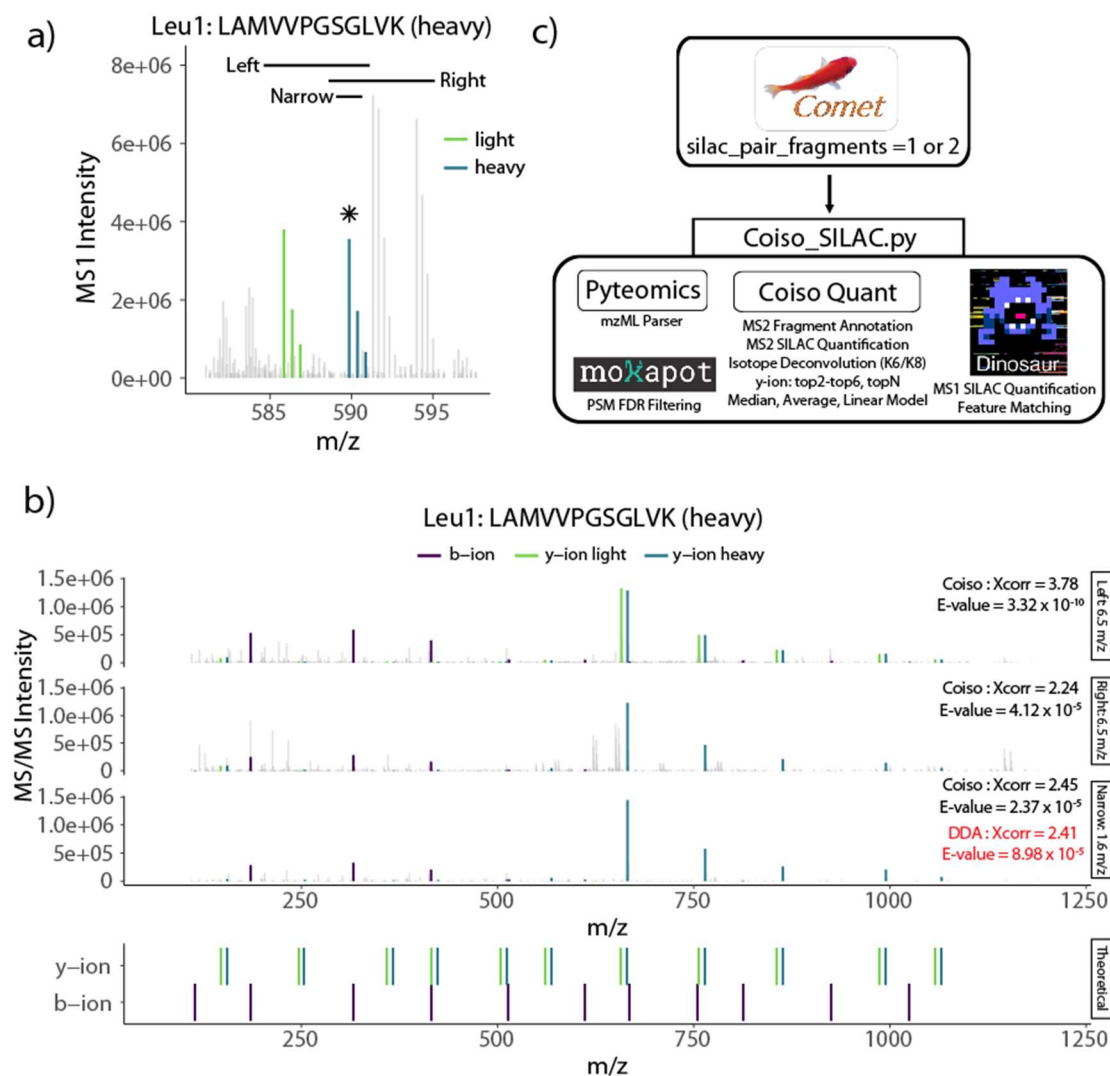 a)
Leu1: LAMVVPGSGLVK (heavy)
8e+06
6e+06
4e+06
2e+06
0e+00
MS1 Intensity
Left
Right
Narrow
light
heavy
*
585
590
595
m/z
c)
Comet
silac_pair_fragments =1 or 2
Coiso_SILAC.py
Pyteomics
mzML Parser
mokapot
PSM FDR Filtering
Coiso Quant
MS2 Fragment Annotation
MS2 SILAC Quantification
Isotope Deconvolution (K6/K8)
y-ion: top2-top6, topN
Median, Average, Linear Model
Dinosaur
MS1 SILAC Quantification
Feature Matching
b)
Leu1: LAMVVPGSGLVK (heavy)
b−ion
y−ion light
y−ion heavy
MS/MS Intensity
1.5e+06
1.0e+06
5e+05
0
Coiso : Xcorr = 3.78
E-value = 3.32 x 10⁻¹⁰
Left: 6.5 m/z
1.5e+06
1.0e+06
5e+05
0
Coiso : Xcorr = 2.24
E-value = 4.12 x 10⁻⁵
Right: 6.5 m/z
1.5e+06
1.0e+06
5e+05
0
Coiso : Xcorr = 2.45
E-value = 2.37 x 10⁻⁵
DDA : Xcorr = 2.41
E-value = 8.98 x 10⁻⁵
Narrow: 1.6 m/z
250
500
750
1000
1250
m/z
y−ion
b−ion
Theoretical
250
500
750
1000
1250
m/z